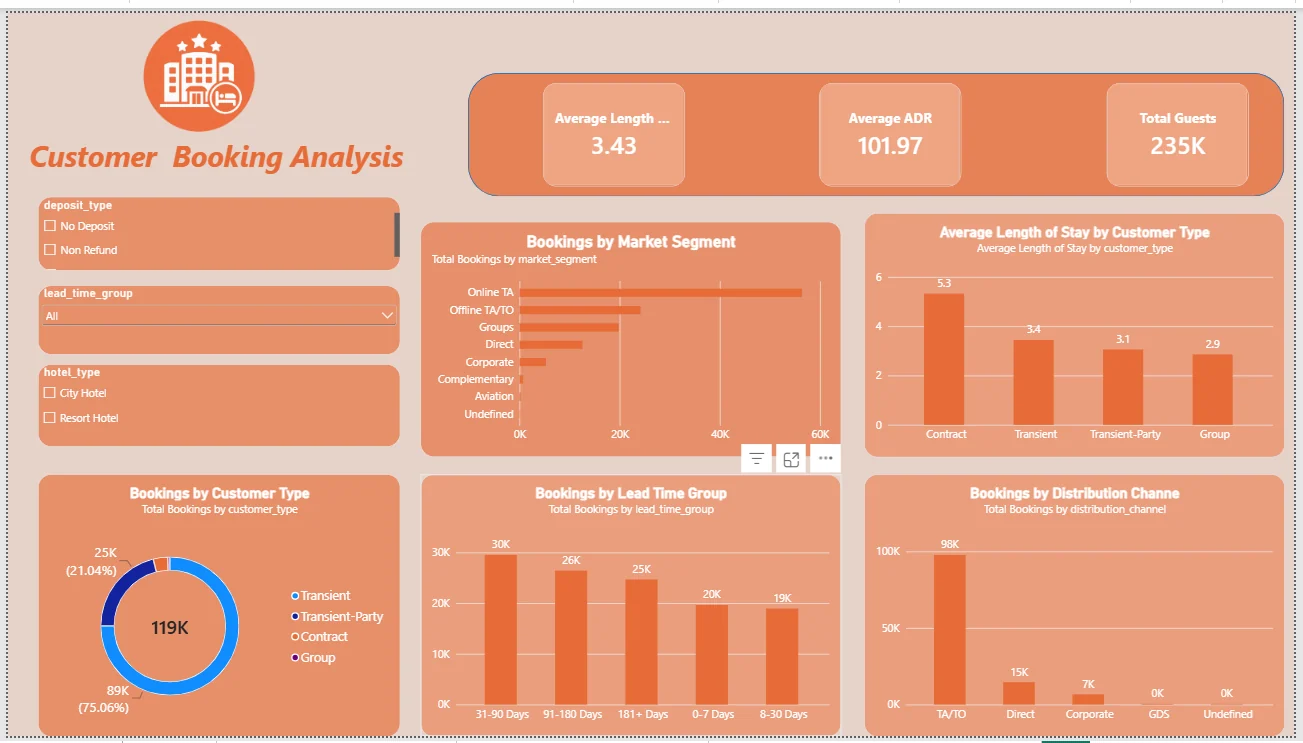 Customer Booking Analysis
Average Length ...
3.43
Average ADR
101.97
Total Guests
235K
deposit_type
No Deposit
Non Refund
lead_time_group
All
hotel_type
City Hotel
Resort Hotel
Bookings by Market Segment
Total Bookings by market_segment
Online TA
Offline TA/TO
Groups
Direct
Corporate
Complementary
Aviation
Undefined
0K 20K 40K 60K
Average Length of Stay by Customer Type
Average Length of Stay by customer_type
6
4
2
0
5.3
3.4
3.1
2.9
Contract Transient Transient-Party Group
Bookings by Customer Type
Total Bookings by customer_type
25K
(21.04%)
119K
89K
(75.06%)
Transient
Transient-Party
Contract
Group
Bookings by Lead Time Group
Total Bookings by lead_time_group
30K
20K
10K
0K
30K
26K
25K
20K
19K
31-90 Days 91-180 Days 181+ Days 0-7 Days 8-30 Days
Bookings by Distribution Channe
Total Bookings by distribution_channel
100K
50K
0K
98K
15K
7K
0K
0K
TA/TO Direct Corporate GDS Undefined